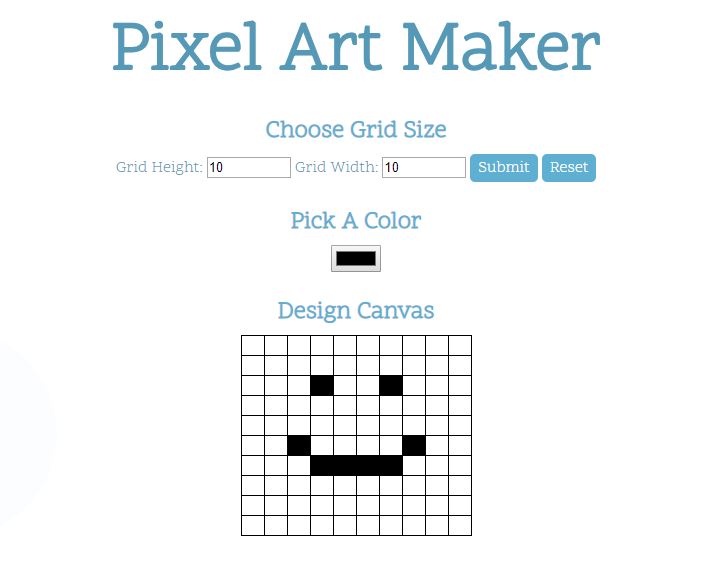 Pixel Art Maker
Choose Grid Size
Grid Height: 10 Grid Width: 10 Submit Reset
Pick A Color
Design Canvas